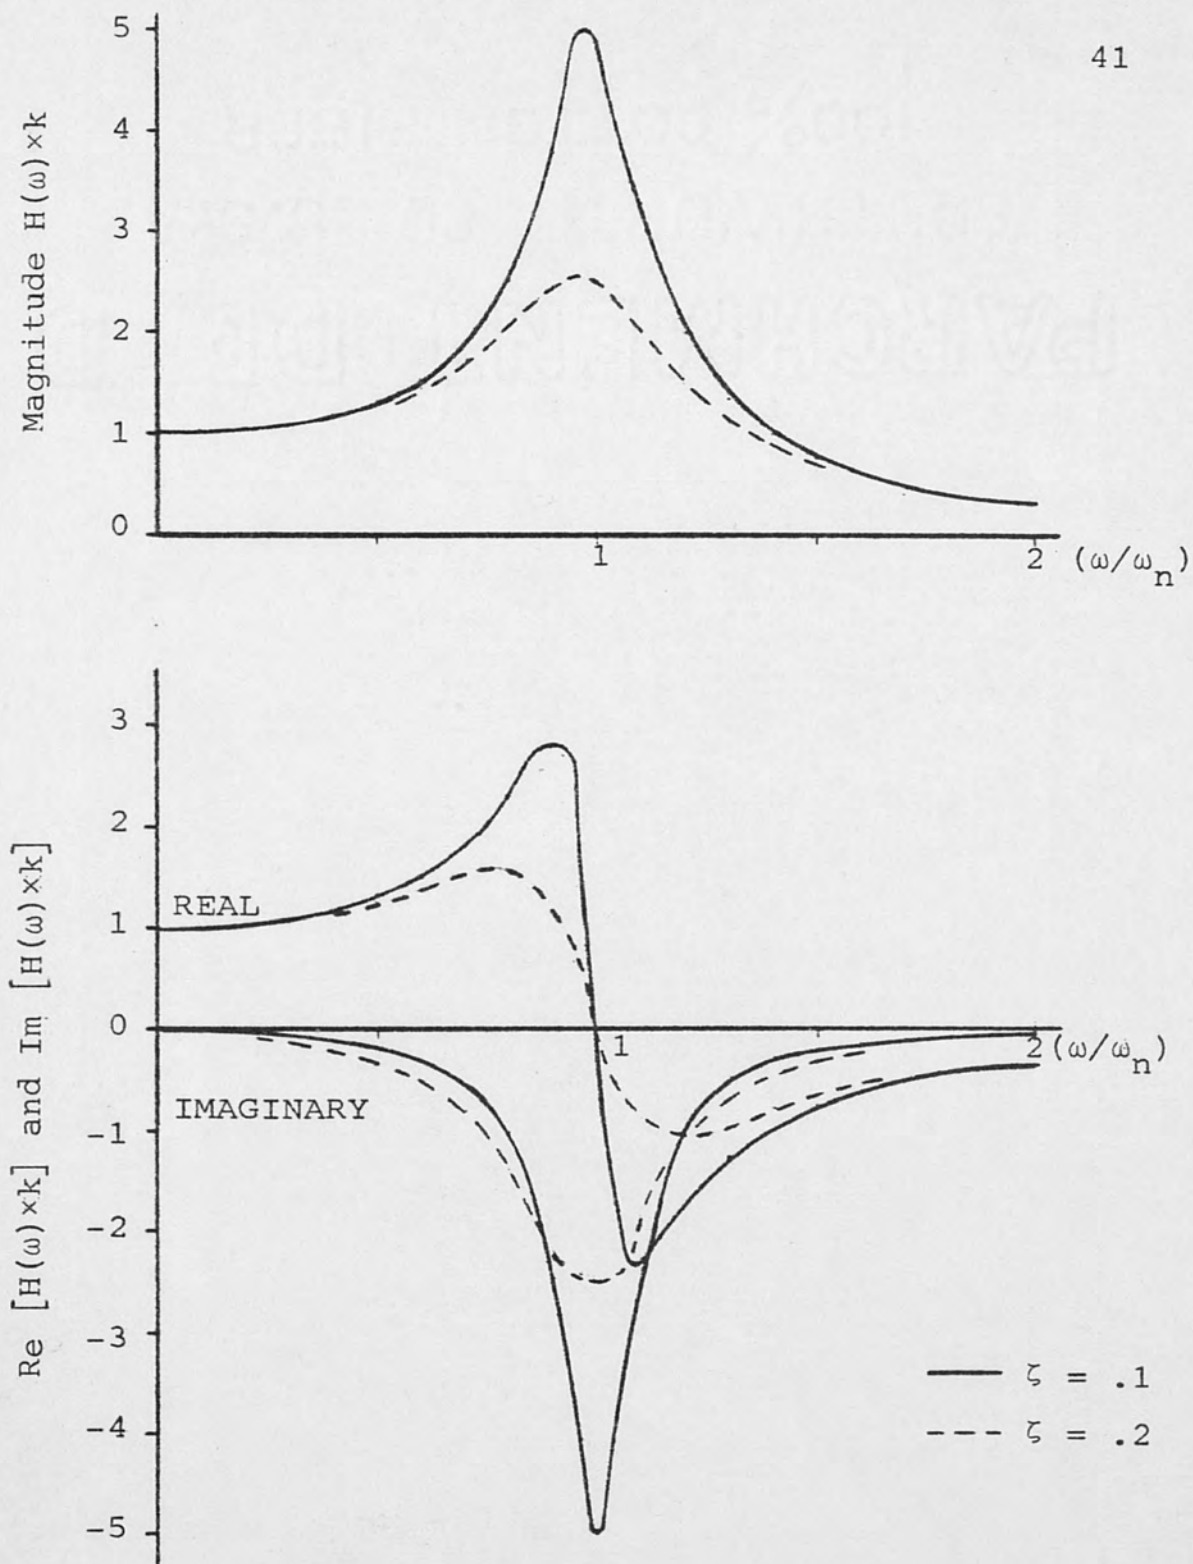 41
Magnitude H(ω)×k
5
4
3
2
1
0
1
2
(ω/ωn)
Re [H(ω)×k] and Im [H(ω)×k]
3
2
1
0
-1
-2
-3
-4
-5
REAL
IMAGINARY
1
2
(ω/ωn)
ζ = .1
ζ = .2